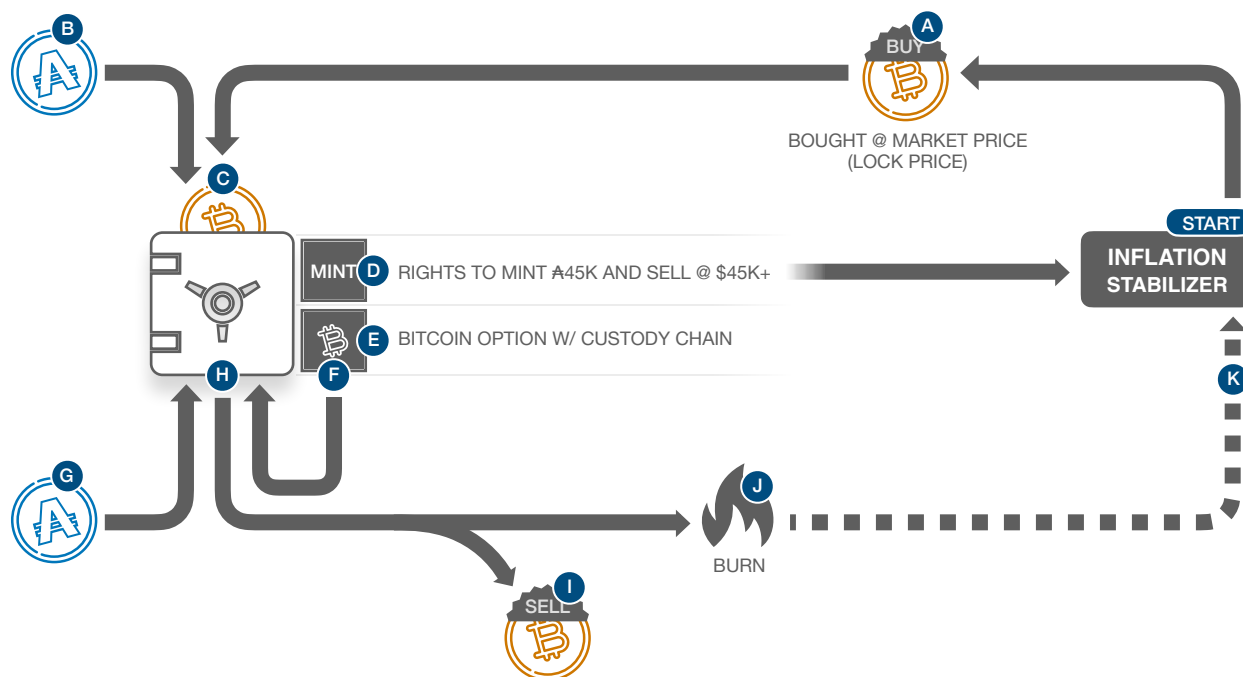 B
A
BUY
BOUGHT @ MARKET PRICE
(LOCK PRICE)
C
START
INFLATION
STABILIZER
MINT
D
RIGHTS TO MINT ₳45K AND SELL @ $45K+
E
BITCOIN OPTION W/ CUSTODY CHAIN
H
F
K
G
J
BURN
I
SELL